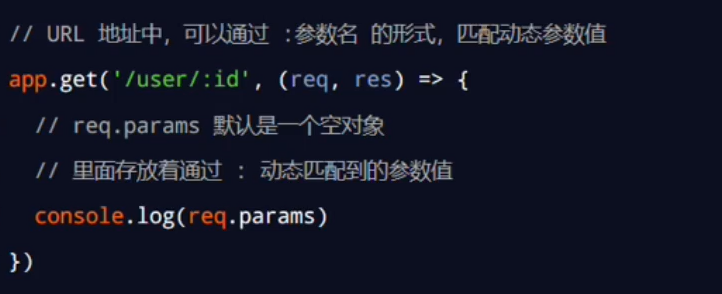 // URL 地址中，可以通过 :参数名 的形式，匹配动态参数值
app.get('/user/:id', (req, res) => {
// req.params 默认是一个空对象
// 里面存放着通过 : 动态匹配到的参数值
console.log(req.params)
})